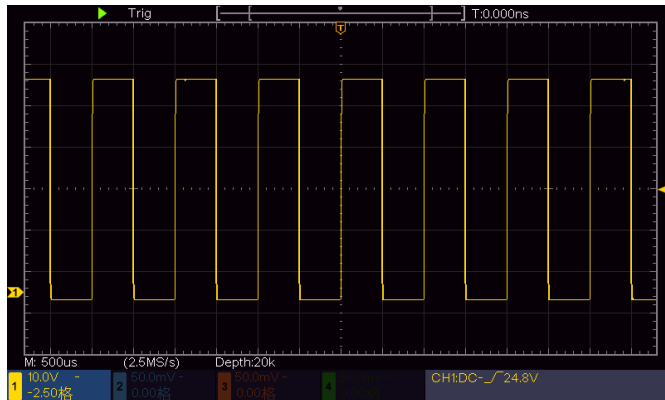 Trig T:0.000ns
T
1
M: 500us (2.5MS/s) Depth:20k
1 10.0V - 2 50.0mV - 3 50.0mV - 4 CH1:DC- 24.8V
-2.50格 0.00格 0.00格